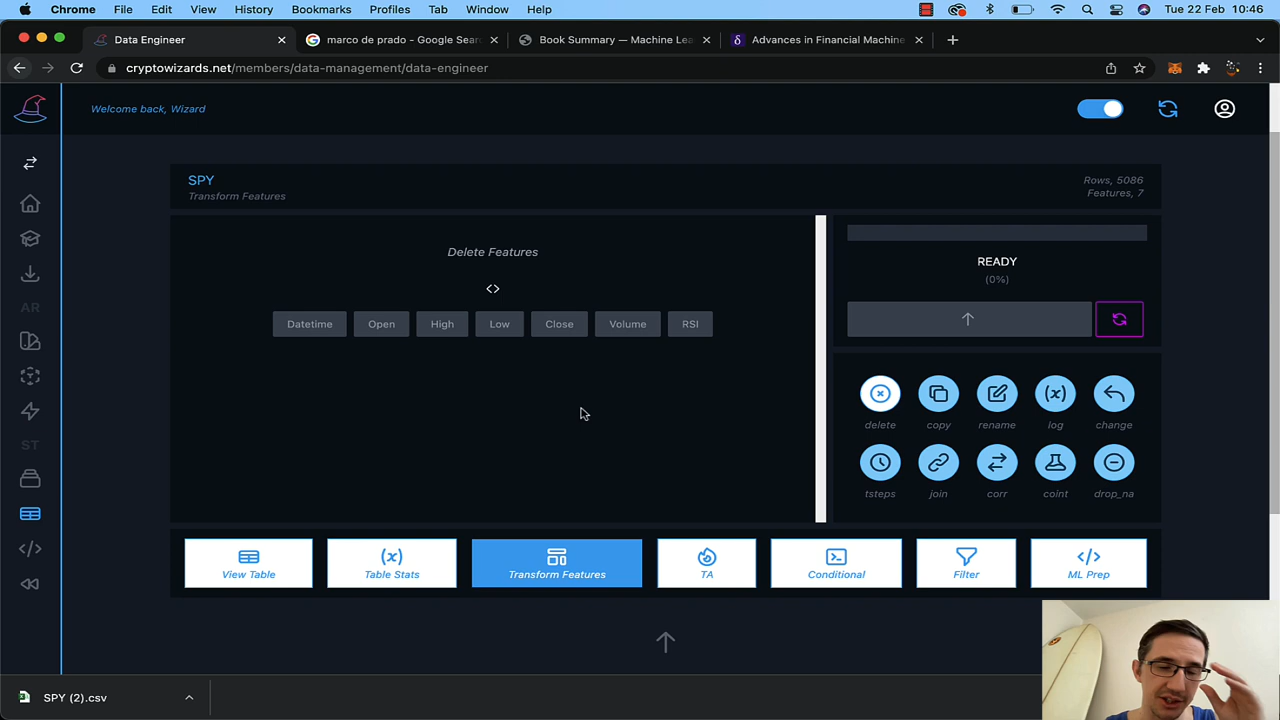 Chrome File Edit View History Bookmarks Profiles Tab Window Help Tue 22 Feb 10:46
Data Engineer marco de prado - Google Sear Book Summary — Machine Lea Advances in Financial Machine
cryptowizards.net/members/data-management/data-engineer
Welcome back, Wizard
SPY
Transform Features
Rows, 5086
Features, 7
Delete Features
<>
Datetime Open High Low Close Volume RSI
READY
(0%)
delete copy rename log change
tsteps join corr coint drop_na
AR
ST
View Table Table Stats Transform Features TA Conditional Filter ML Prep
SPY (2).csv